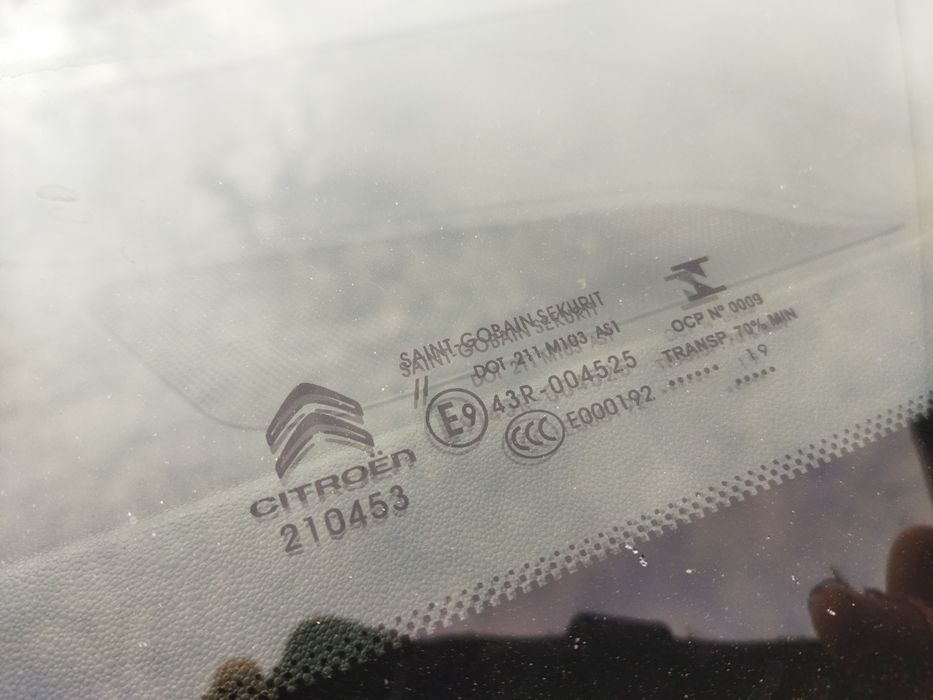 SAINT-GOBAIN SEKURIT
DOT 211 M103 AS1
//
E9 43R-004525
CCC E000192
OCP Nº 0009
TRANSP. 70% MIN
•••••• 19
•••••
CITROËN
210453